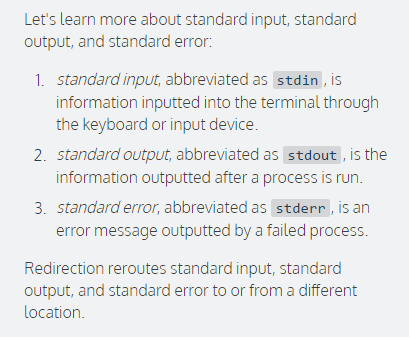 Let's learn more about standard input, standard
output, and standard error:
1. standard input, abbreviated as stdin , is
information inputted into the terminal through
the keyboard or input device.
2. standard output, abbreviated as stdout , is the
information outputted after a process is run.
3. standard error, abbreviated as stderr , is an
error message outputted by a failed process.
Redirection reroutes standard input, standard
output, and standard error to or from a different
location.